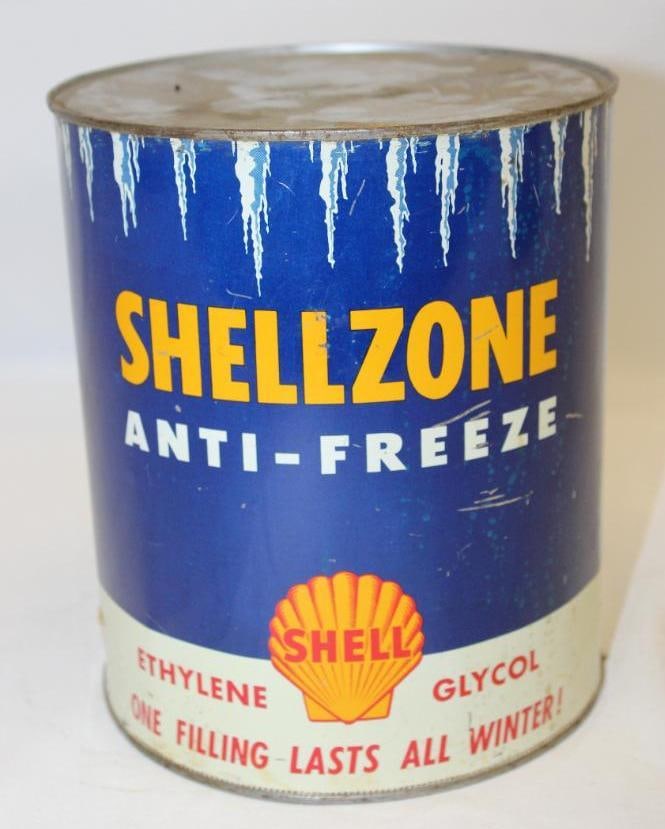 SHELLZONE
ANTI-FREEZE
SHELL
ETHYLENE GLYCOL
ONE FILLING LASTS ALL WINTER!